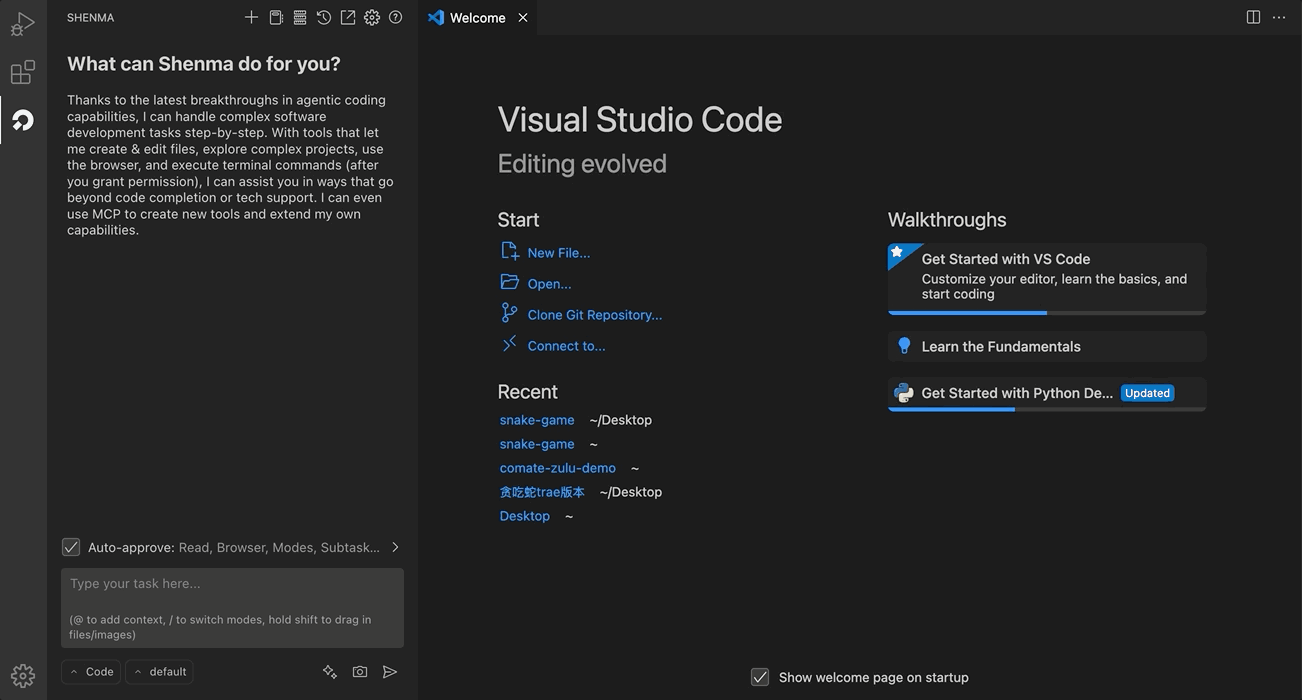 SHENMA
What can Shenma do for you?
Thanks to the latest breakthroughs in agentic coding
capabilities, I can handle complex software
development tasks step-by-step. With tools that let
me create & edit files, explore complex projects, use
the browser, and execute terminal commands (after
you grant permission), I can assist you in ways that go
beyond code completion or tech support. I can even
use MCP to create new tools and extend my own
capabilities.
Auto-approve: Read, Browser, Modes, Subtask...
Type your task here...
(@ to add context, / to switch modes, hold shift to drag in
files/images)
Code
default
Welcome
Visual Studio Code
Editing evolved
Start
New File...
Open...
Clone Git Repository...
Connect to...
Recent
snake-game ~/Desktop
snake-game ~
comate-zulu-demo ~
贪吃蛇trae版本 ~/Desktop
Desktop ~
Walkthroughs
Get Started with VS Code
Customize your editor, learn the basics, and
start coding
Learn the Fundamentals
Get Started with Python De... Updated
Show welcome page on startup